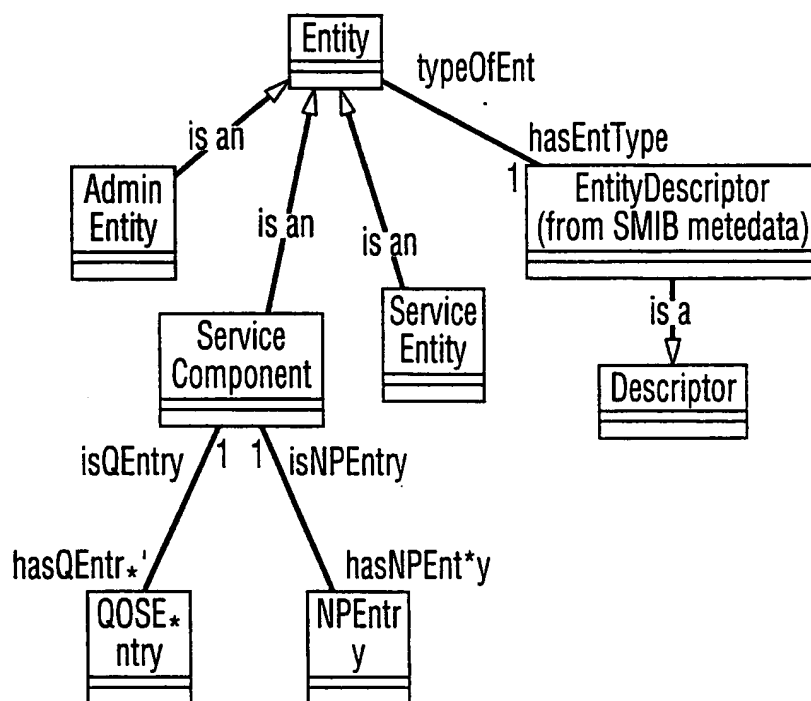 Entity
typeOfEnt
is an
hasEntType
Admin
Entity
1
EntityDescriptor
(from SMIB metedata)
is an
is an
is a
Service
Component
Service
Entity
Descriptor
isQEntry
1
1
isNPEntry
hasQEntr*'
hasNPEnt*y
QOSE*
ntry
NPEntr
y